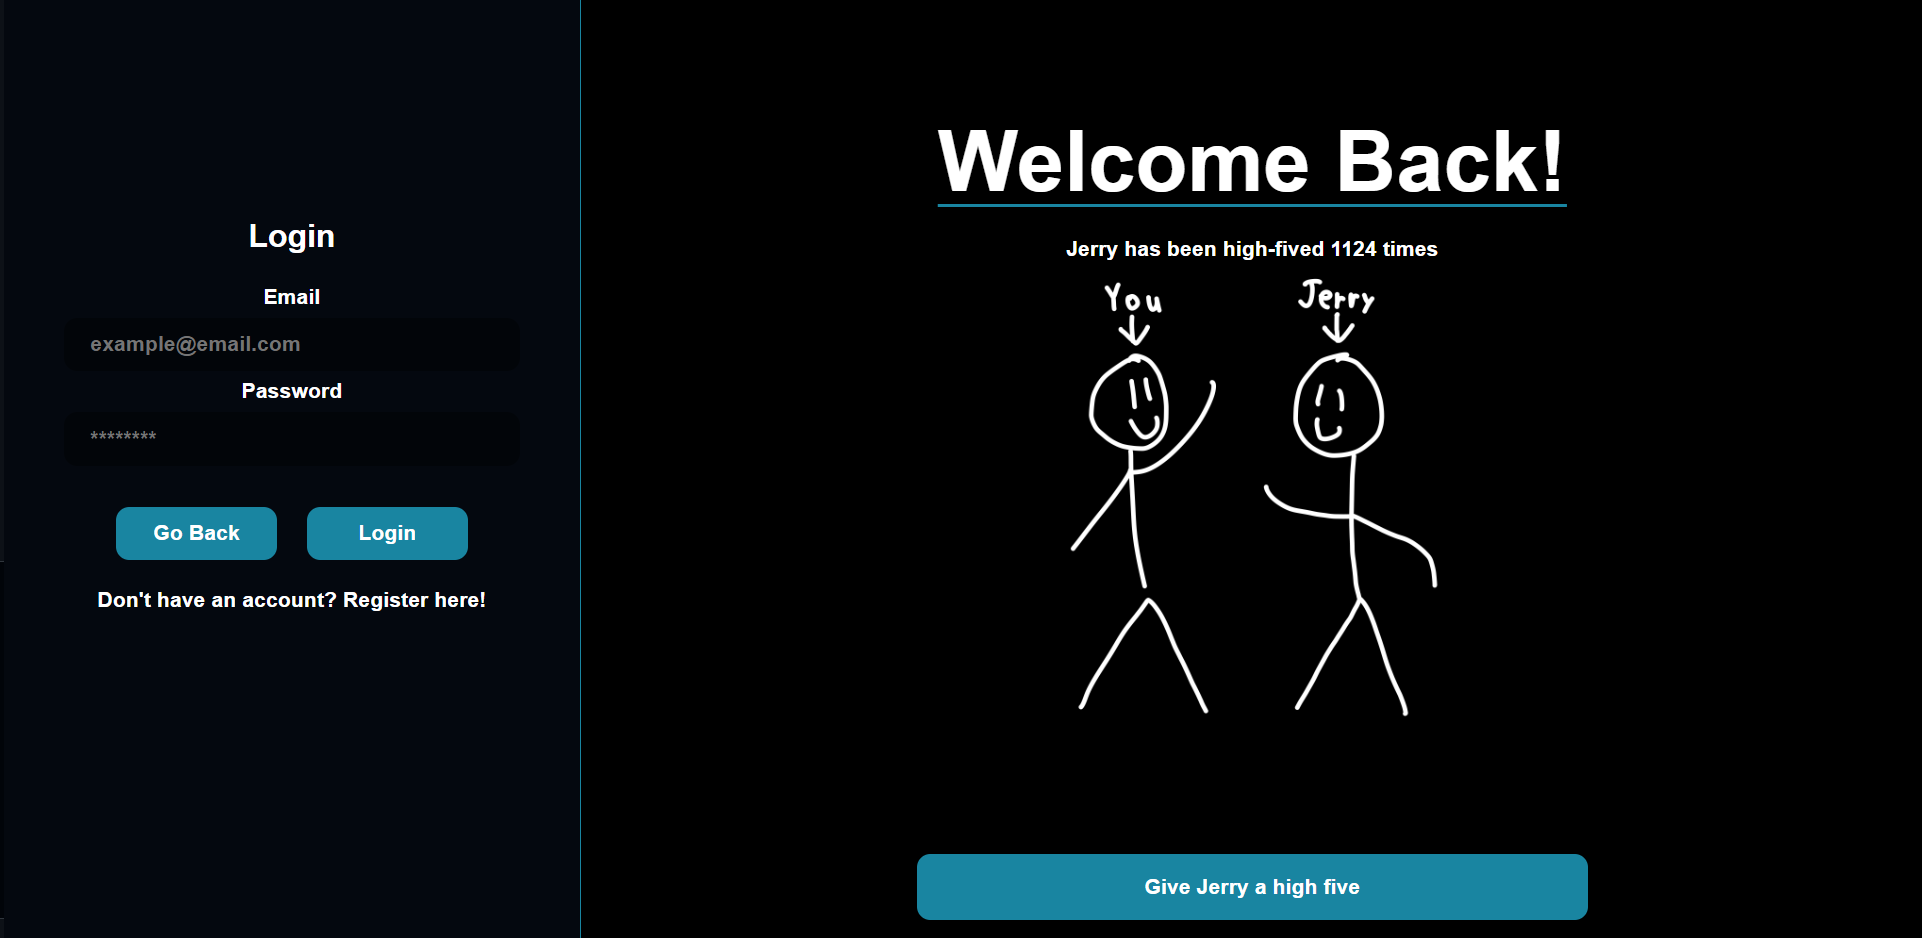 Login
Email
example@email.com
Password
********
Go Back
Login
Don't have an account? Register here!
Welcome Back!
Jerry has been high-fived 1124 times
You
Jerry
Give Jerry a high five